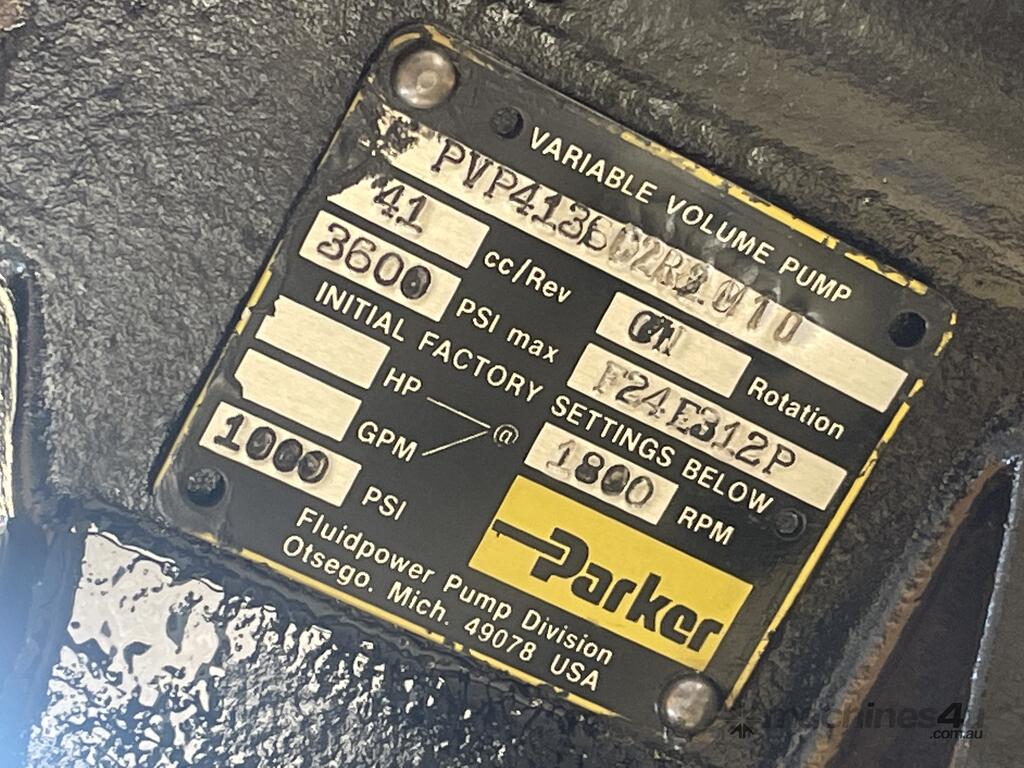 VARIABLE VOLUME PUMP
PVP4136
41 cc/Rev
3600 PSI max
Rotation
INITIAL FACTORY SETTINGS BELOW
F24E312P
HP
GPM @ 1800 RPM
1000 PSI
Parker
Fluidpower Pump Division
Otsego. Mich. 49078 USA
machines4u
.com.au